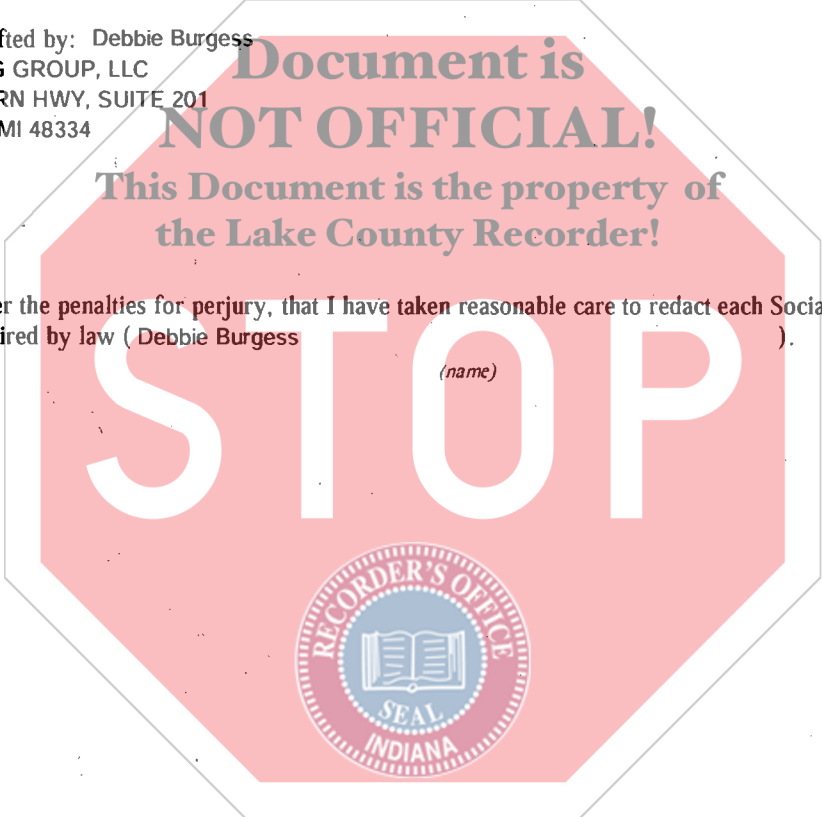 fted by: Debbie Burgess
G GROUP, LLC
RN HWY, SUITE 201
MI 48334
Document is
NOT OFFICIAL!
This Document is the property of
the Lake County Recorder!
er the penalties for perjury, that I have taken reasonable care to redact each Socia
ired by law ( Debbie Burgess ).
(name)
STOP
RECORDER'S OFFICE
SEAL
INDIANA